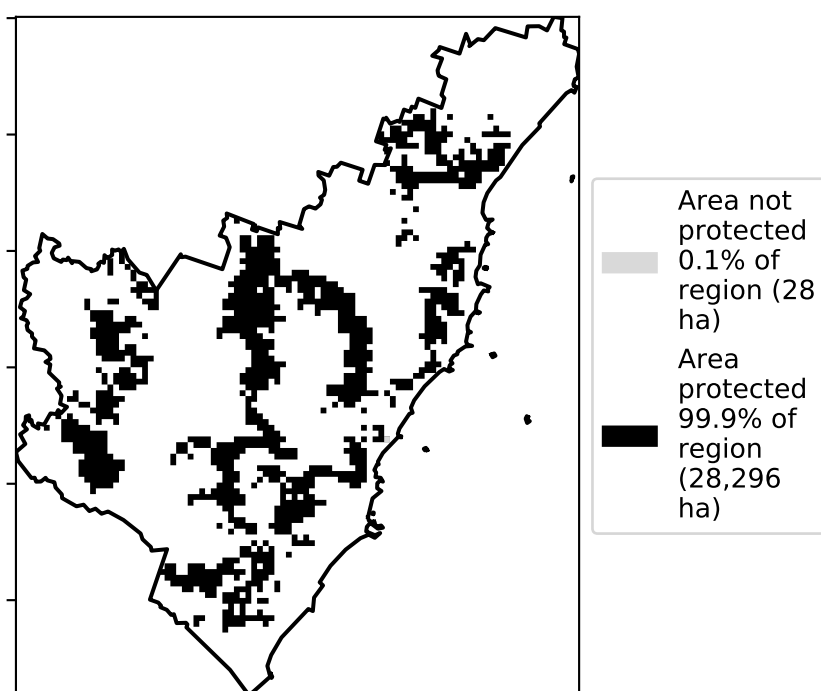 Area not
protected
0.1% of
region (28
ha)
Area
protected
99.9% of
region
(28,296
ha)